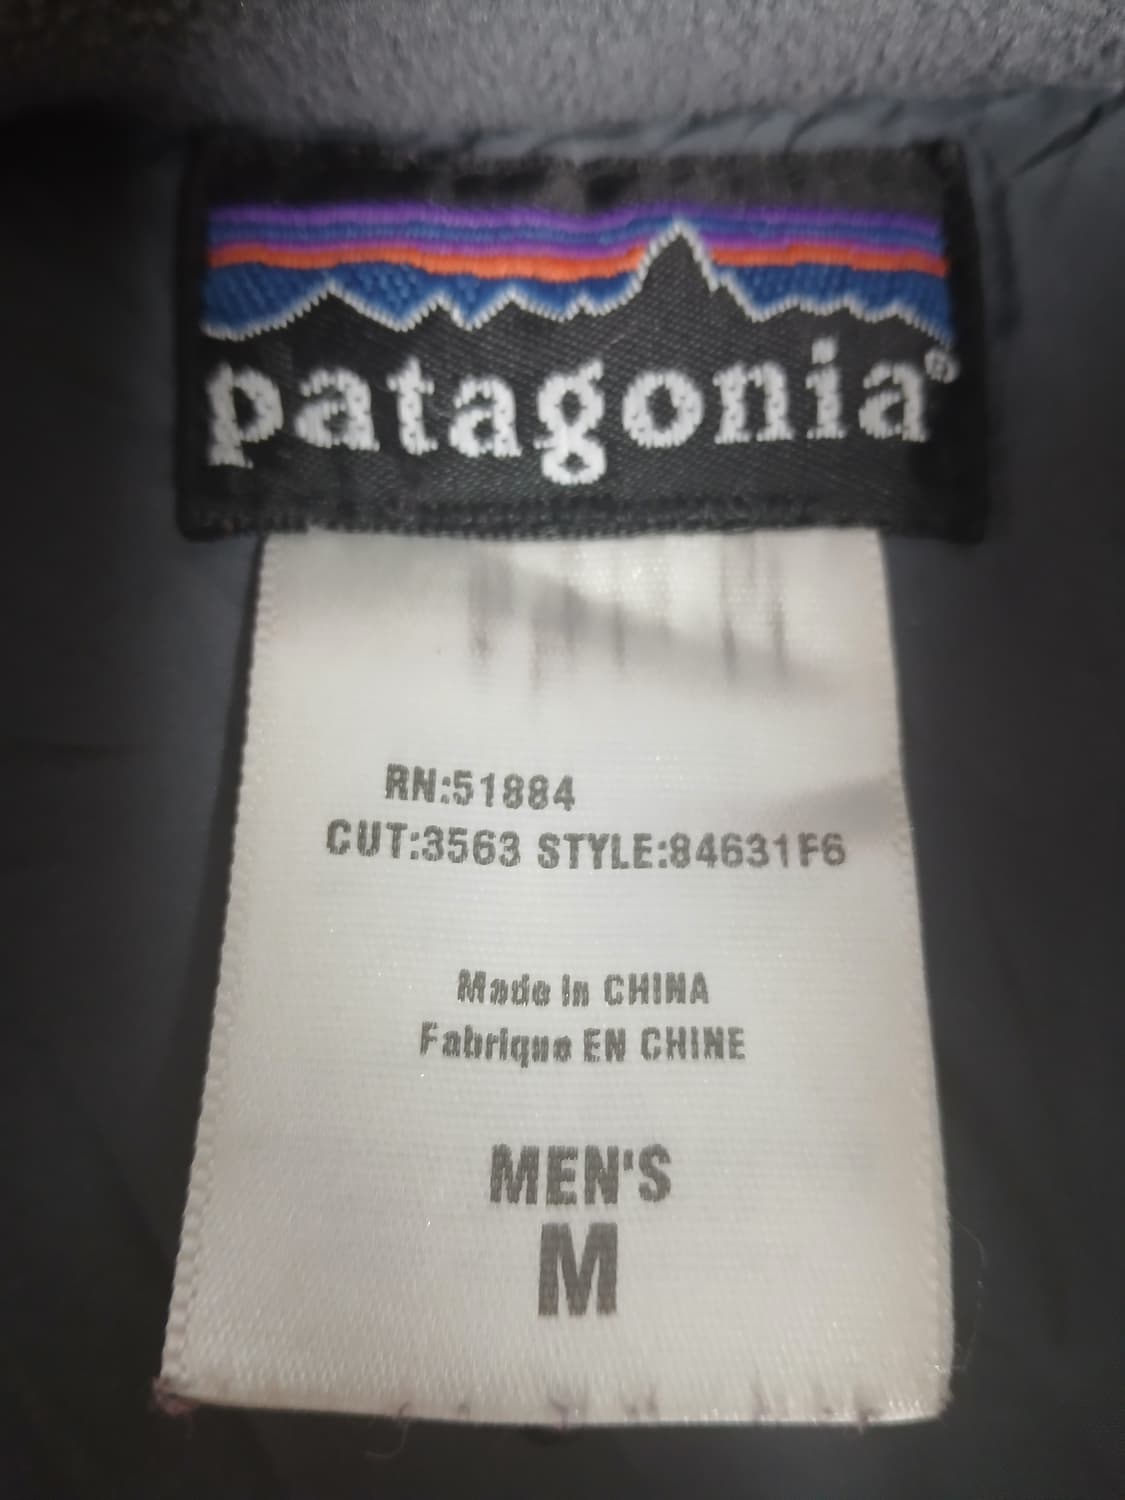 patagonia®
RN:51884
CUT:3563 STYLE:84631F6
Made In CHINA
Fabrique EN CHINE
MEN'S
M